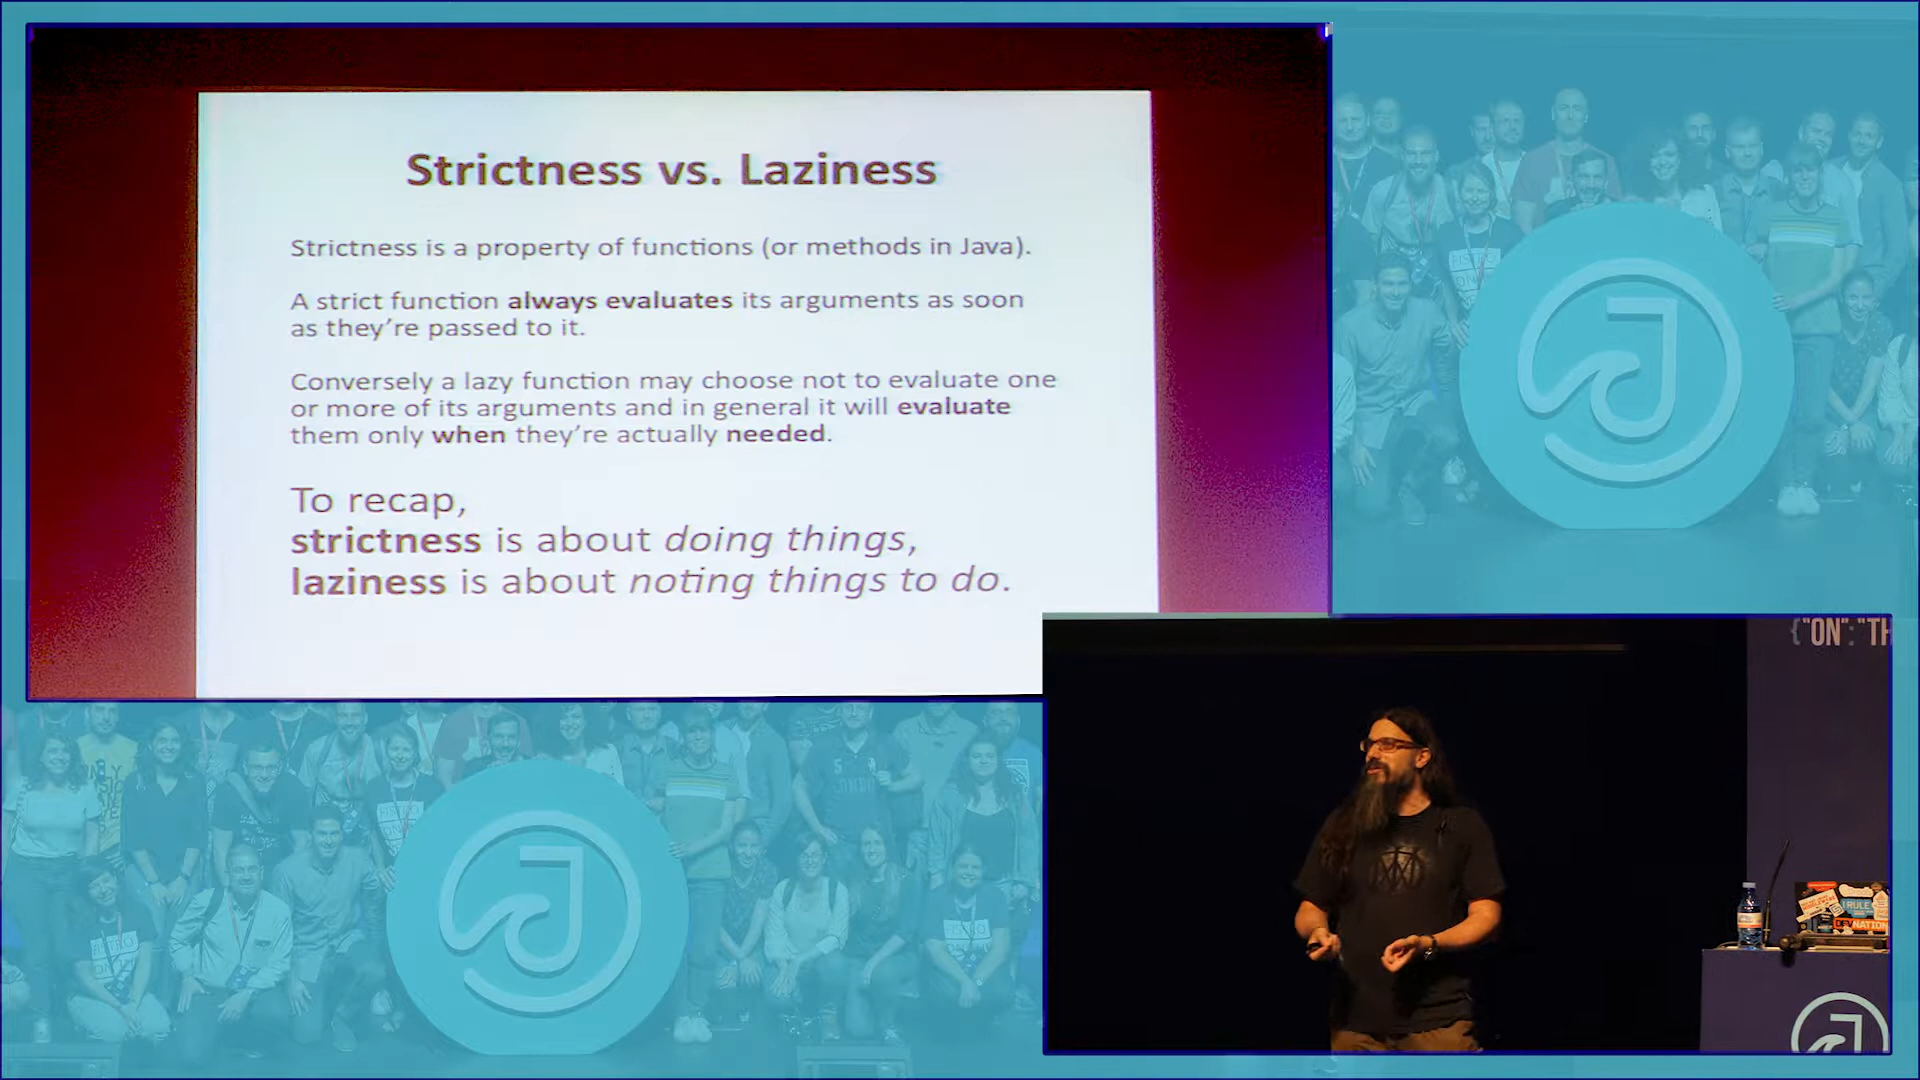 Strictness vs. Laziness
Strictness is a property of functions (or methods in Java).
A strict function always evaluates its arguments as soon
as they’re passed to it.
Conversely a lazy function may choose not to evaluate one
or more of its arguments and in general it will evaluate
them only when they’re actually needed.
To recap,
strictness is about doing things,
laziness is about noting things to do.
{"ON": "TH
I RULE
NATION
J